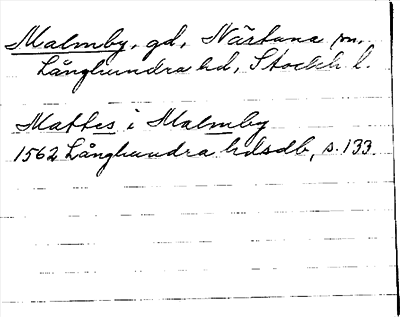 Malmby, gd, Närtuna sn,
Långhundra hd, Stockh. l.
Mattes i Malmby
1562 Långhundra hdsdb, s. 133.